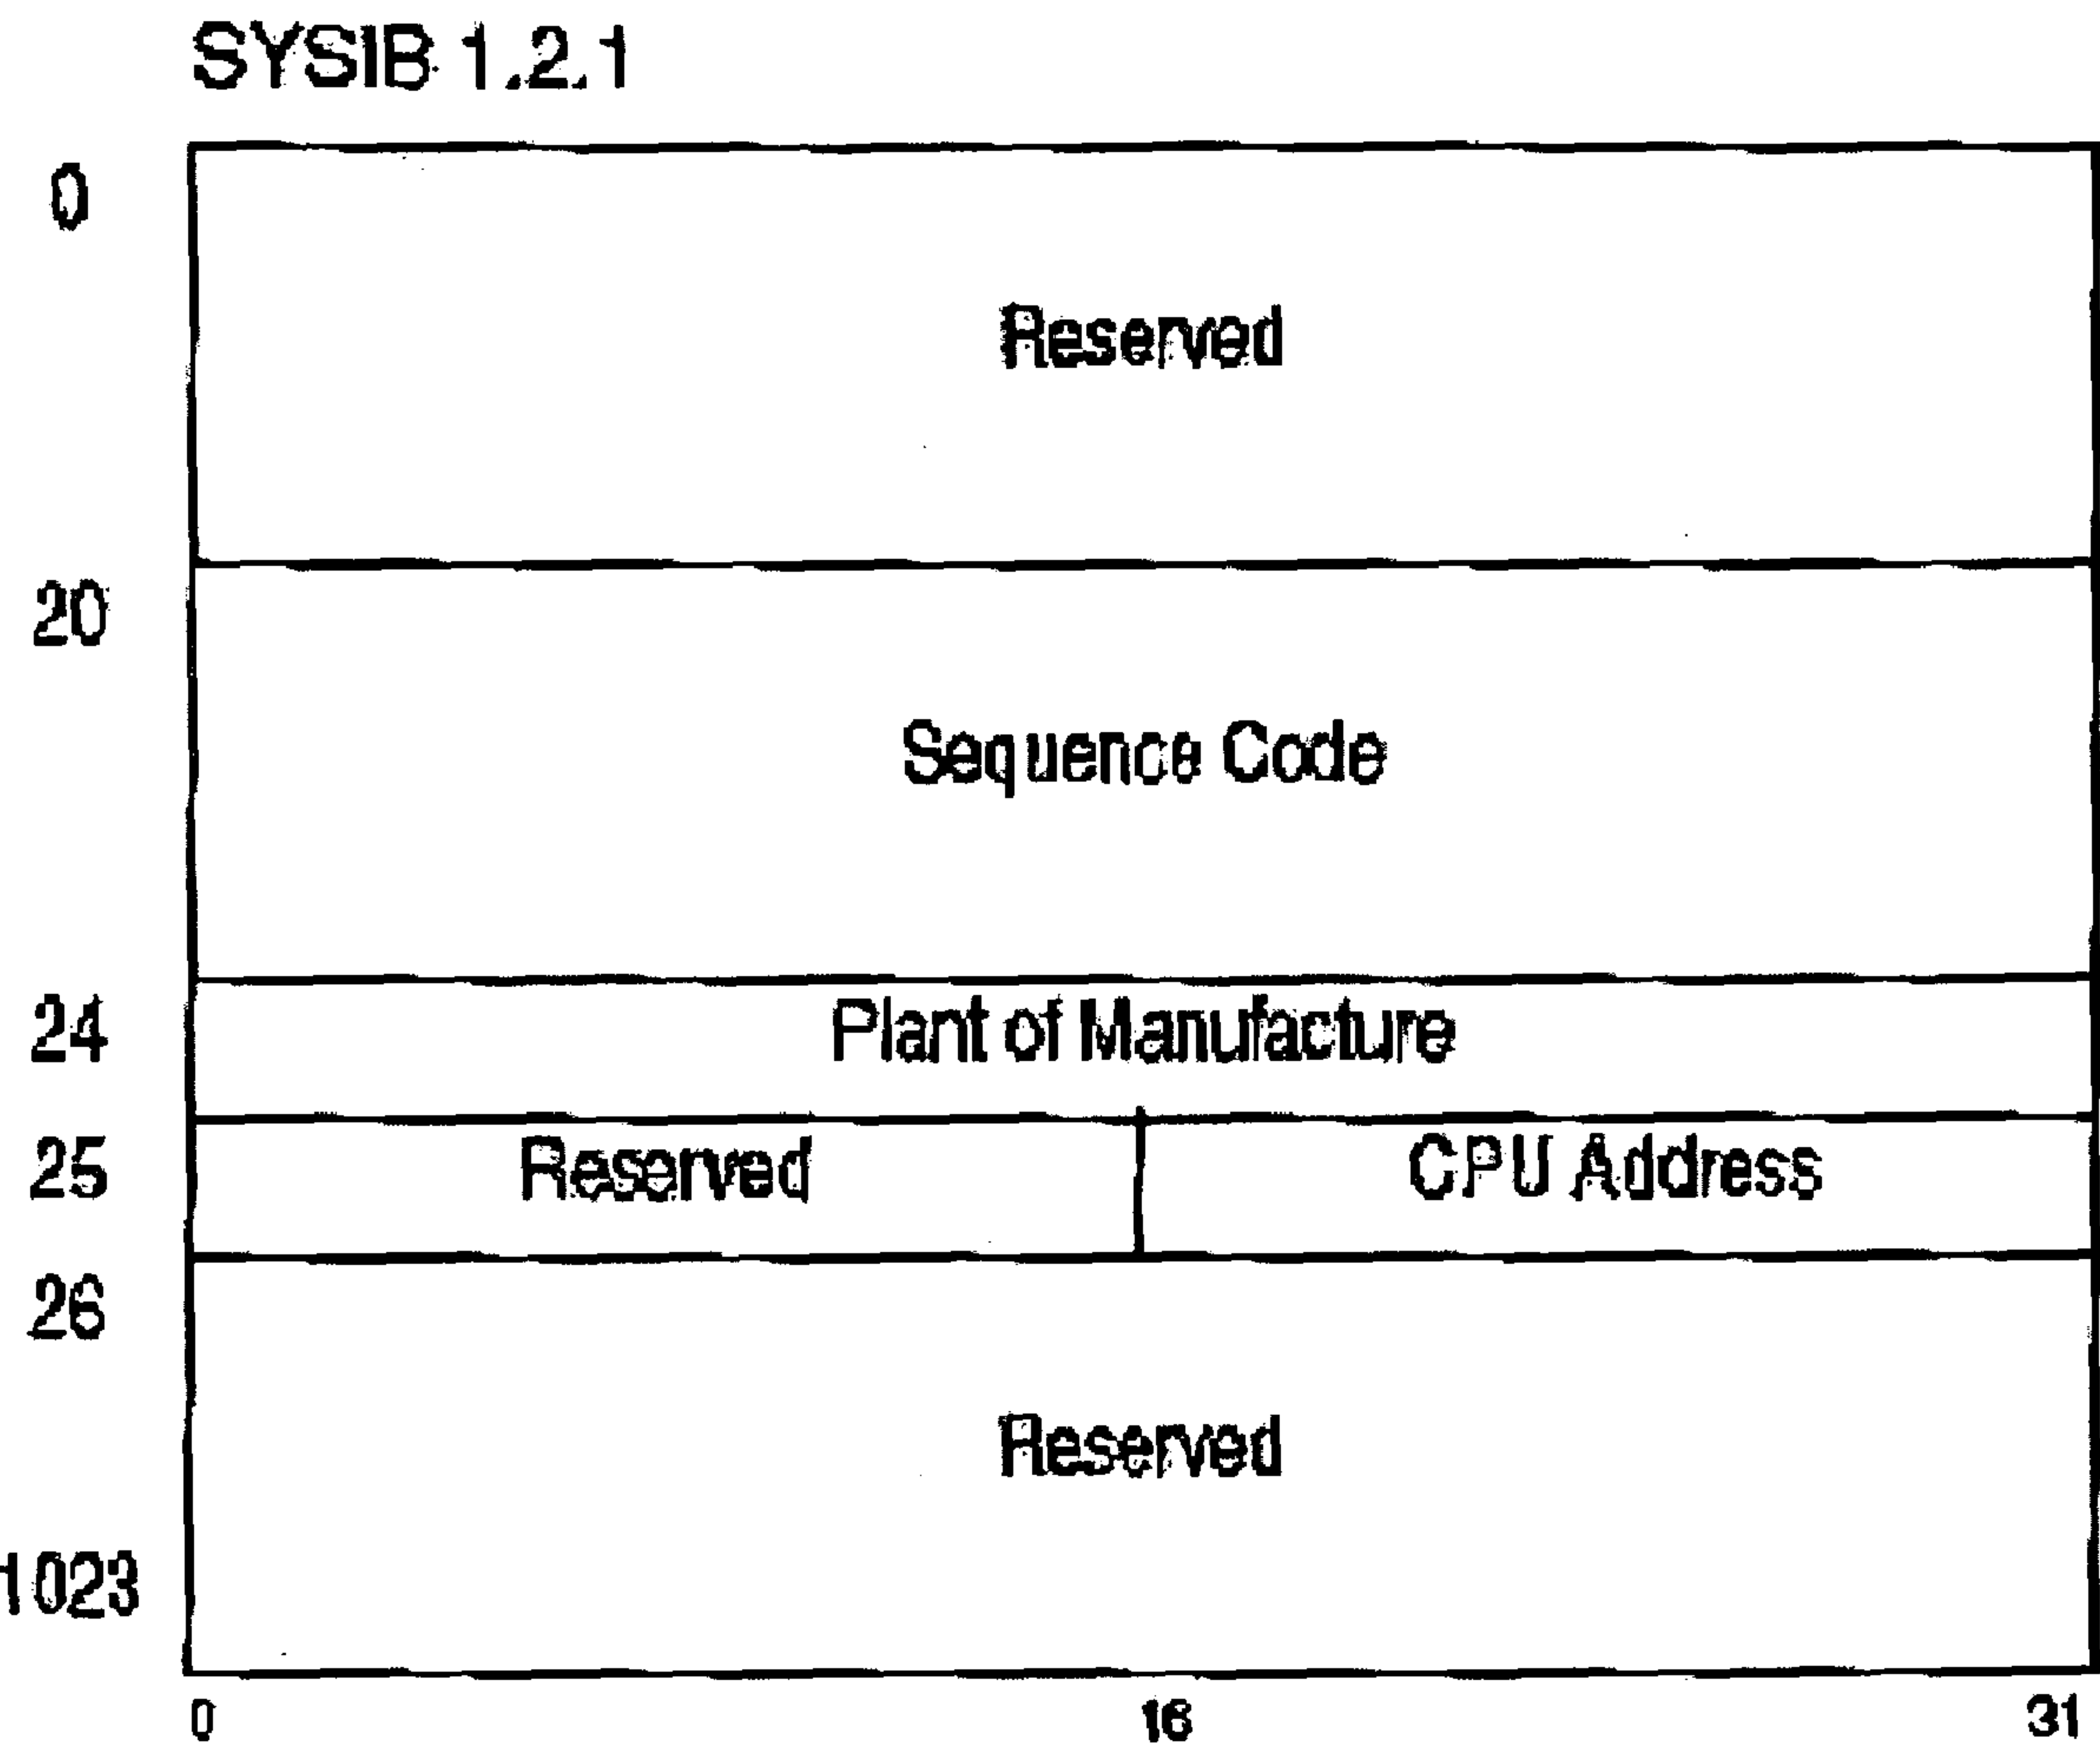 SYSIB 1.2.1
0
Reserved
20
Sequence Code
24 Plant of Manufacture
25 Reserved CPU Address
26
Reserved
1023
0 16 31